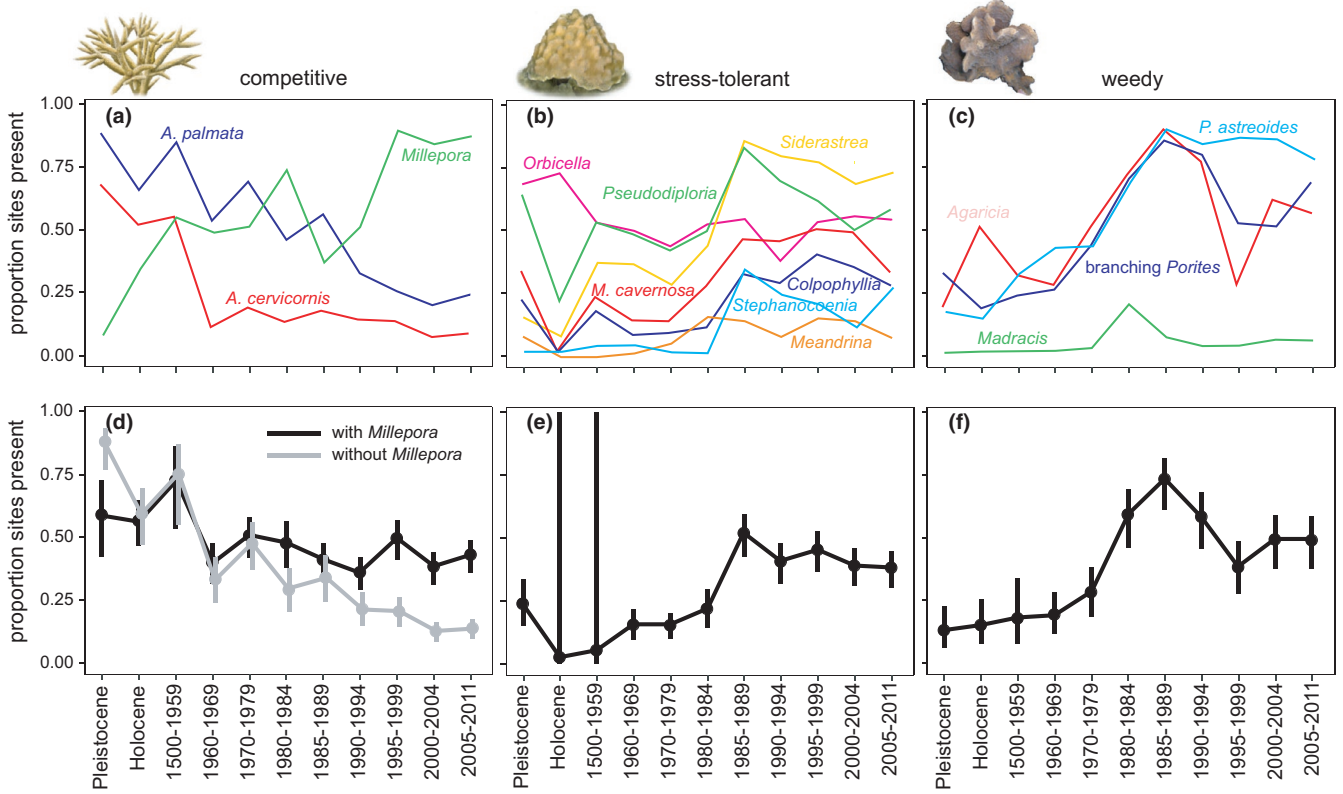 competitive
stress-tolerant
weedy
proportion sites present
1.00
0.75
0.50
0.25
0.00
(a)
A. palmata
Millepora
A. cervicornis
(b)
Orbicella
Siderastrea
Pseudodiploria
M. cavernosa
Colpophyllia
Stephanocoenia
Meandrina
(c)
P. astreoides
Agaricia
branching Porites
Madracis
proportion sites present
1.00
0.75
0.50
0.25
0.00
(d)
with Millepora
without Millepora
(e)
(f)
Pleistocene
Holocene
1500-1959
1960-1969
1970-1979
1980-1984
1985-1989
1990-1994
1995-1999
2000-2004
2005-2011
Pleistocene
Holocene
1500-1959
1960-1969
1970-1979
1980-1984
1985-1989
1990-1994
1995-1999
2000-2004
2005-2011
Pleistocene
Holocene
1500-1959
1960-1969
1970-1979
1980-1984
1985-1989
1990-1994
1995-1999
2000-2004
2005-2011